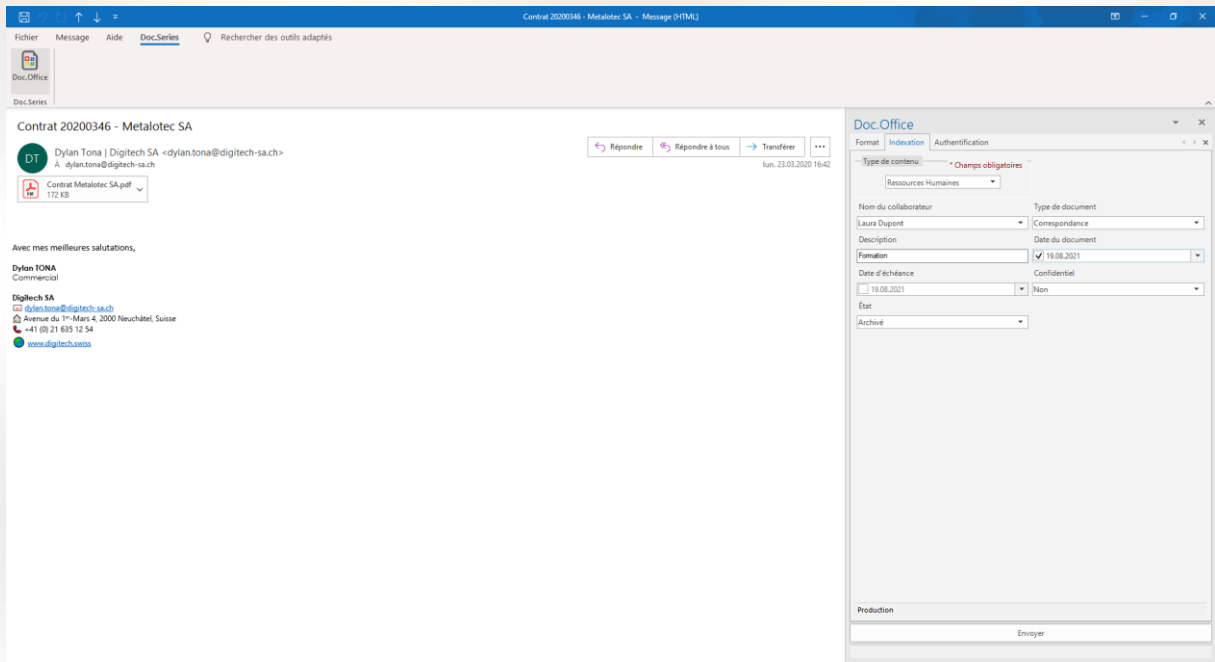 Contrat 20200346 - Metalotec SA - Message (HTML)
Fichier Message Aide Doc.Series Rechercher des outils adaptés
Doc.Office
Doc.Series
Contrat 20200346 - Metalotec SA
DT
Dylan Tona | Digitech SA <dylan.tona@digitech-sa.ch>
À dylan.tona@digitech-sa.ch
Répondre Répondre à tous Transférer ...
lun. 23.03.2020 16:42
Contrat Metalotec SA.pdf
172 KB
Avec mes meilleures salutations,
Dylan TONA
Commercial
Digitech SA
dylan.tona@digitech-sa.ch
Avenue du 1er-Mars 4, 2000 Neuchâtel, Suisse
+41 (0) 21 635 12 54
www.digitech.swiss
Doc.Office
Format Indexation Authentification
Type de contenu * Champs obligatoires
Ressources Humaines
Nom du collaborateur Type de document
Laura Dupont Correspondance
Description Date du document
Formation 19.08.2021
Date d'échéance Confidentiel
19.08.2021 Non
État
Archivé
Production
Envoyer